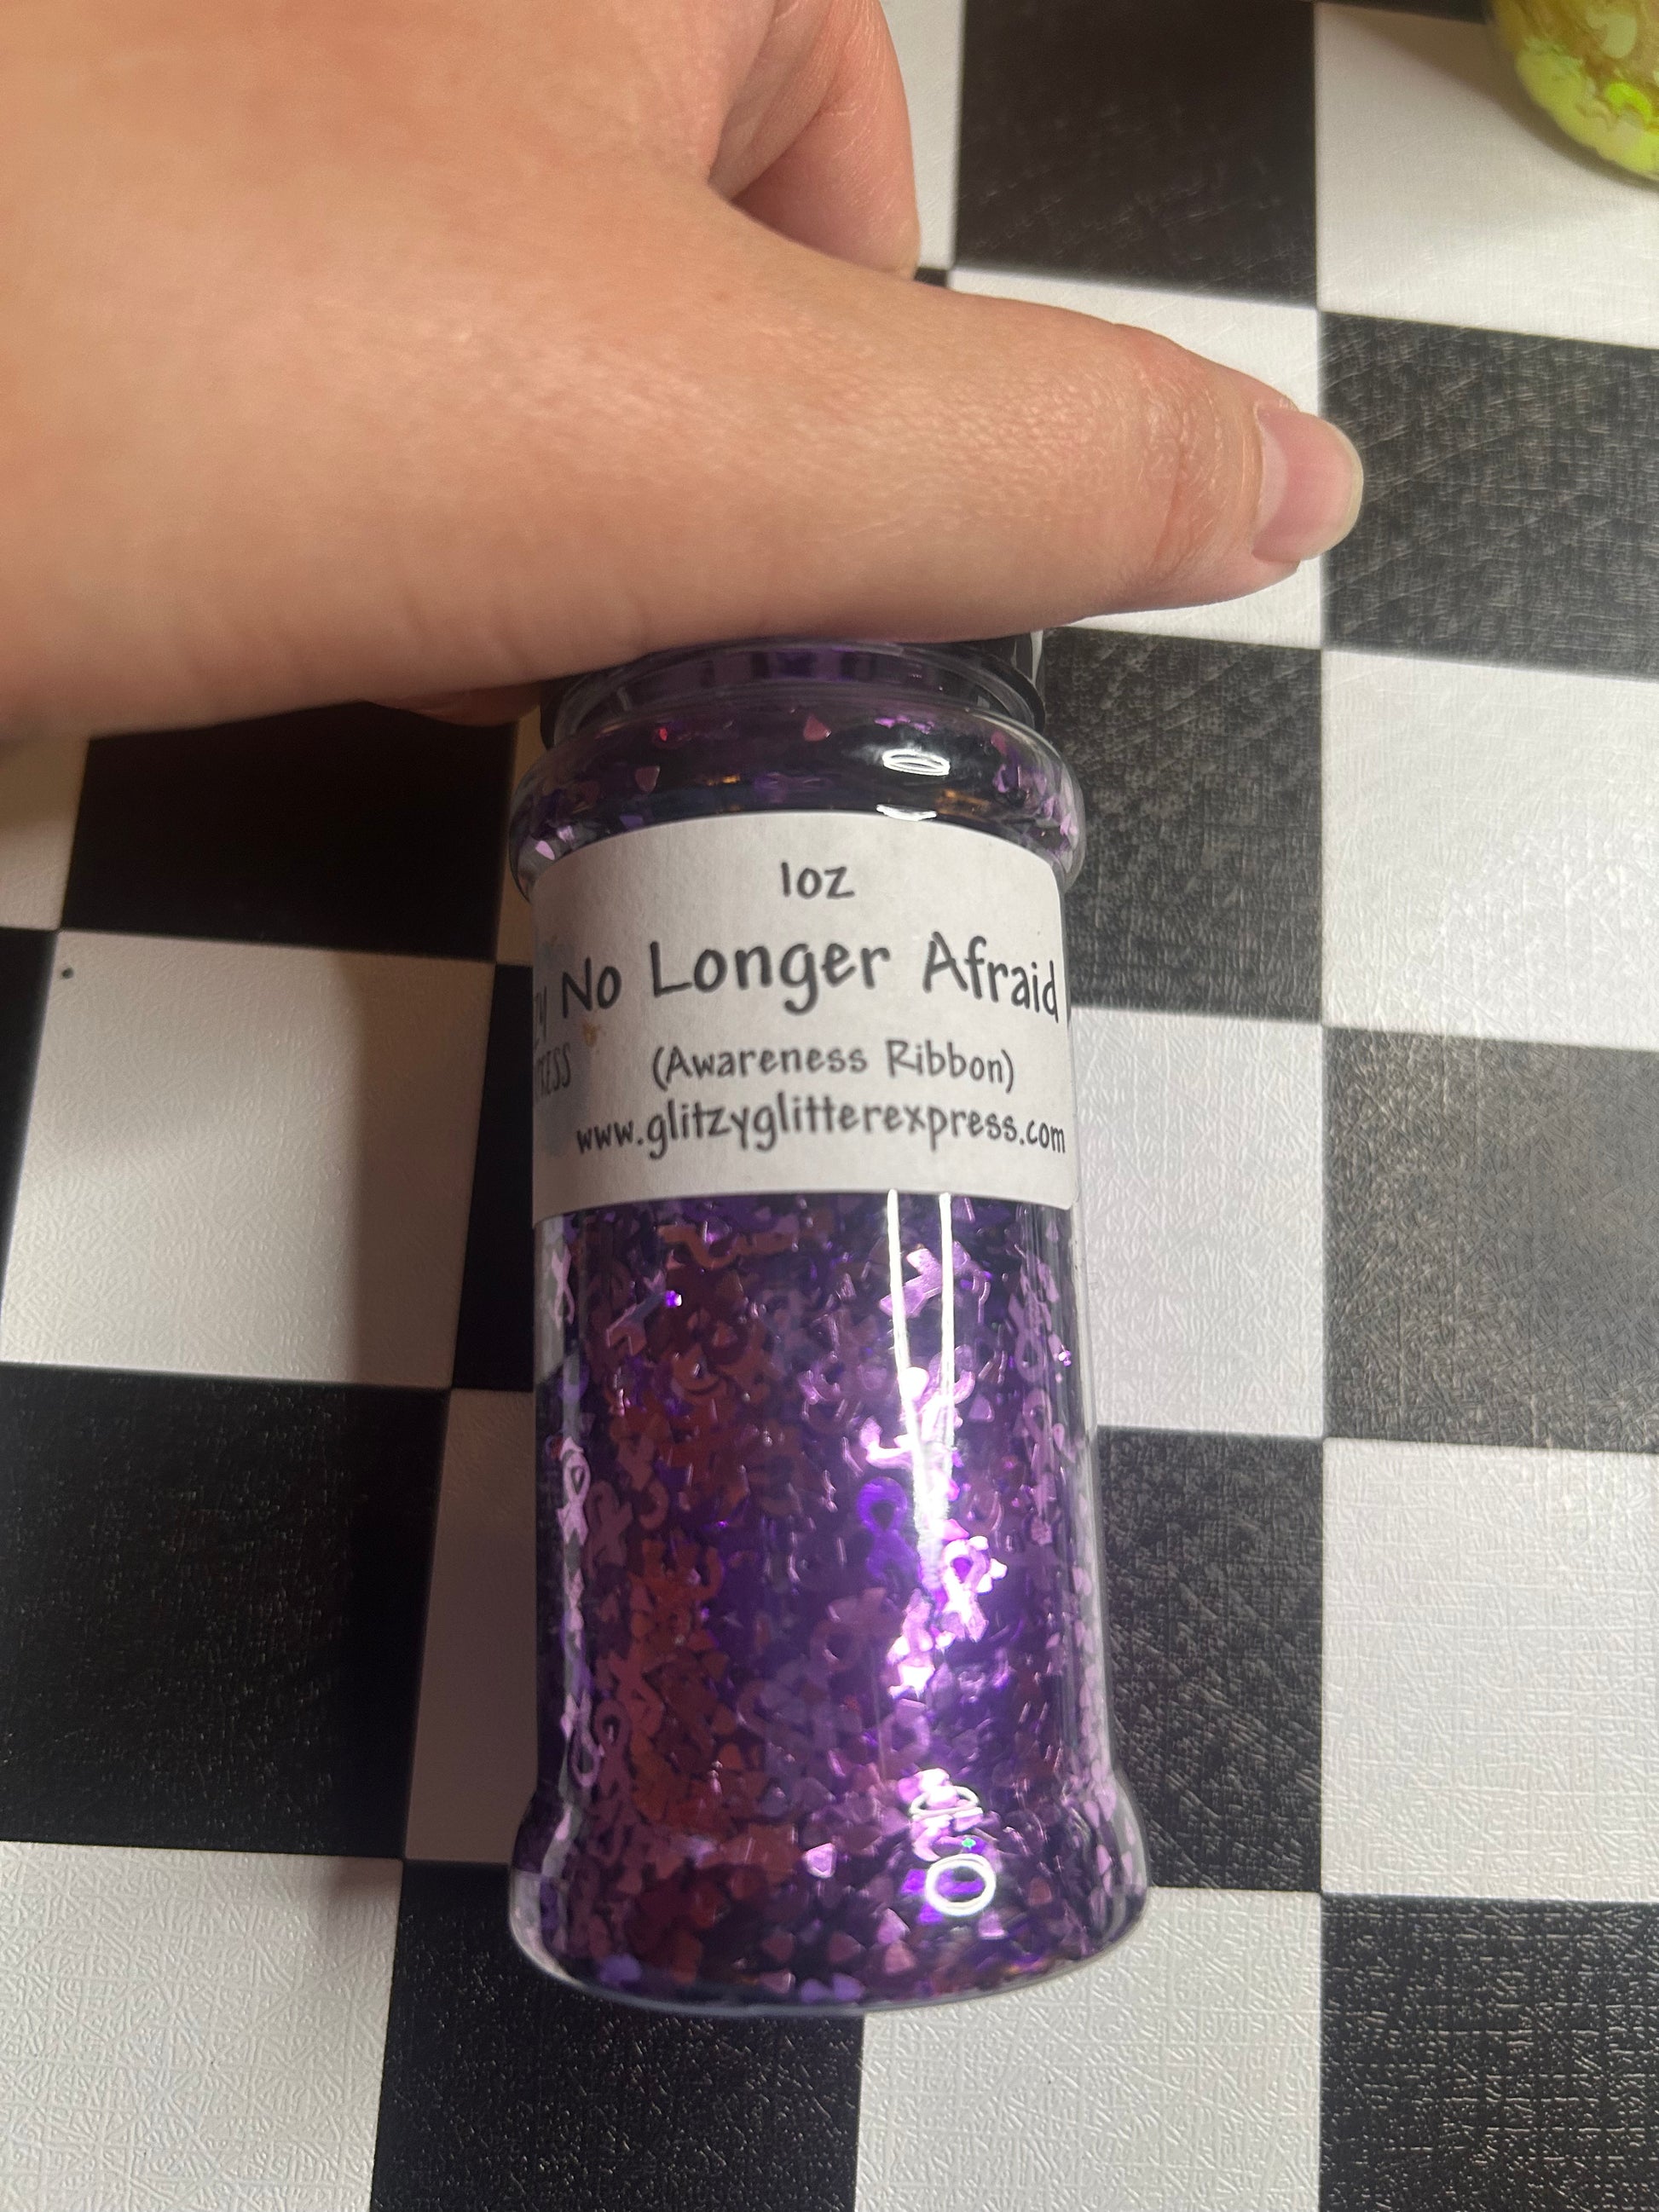 1oz
No Longer Afraid
(Awareness Ribbon)
www.glitzyglitterexpress.com